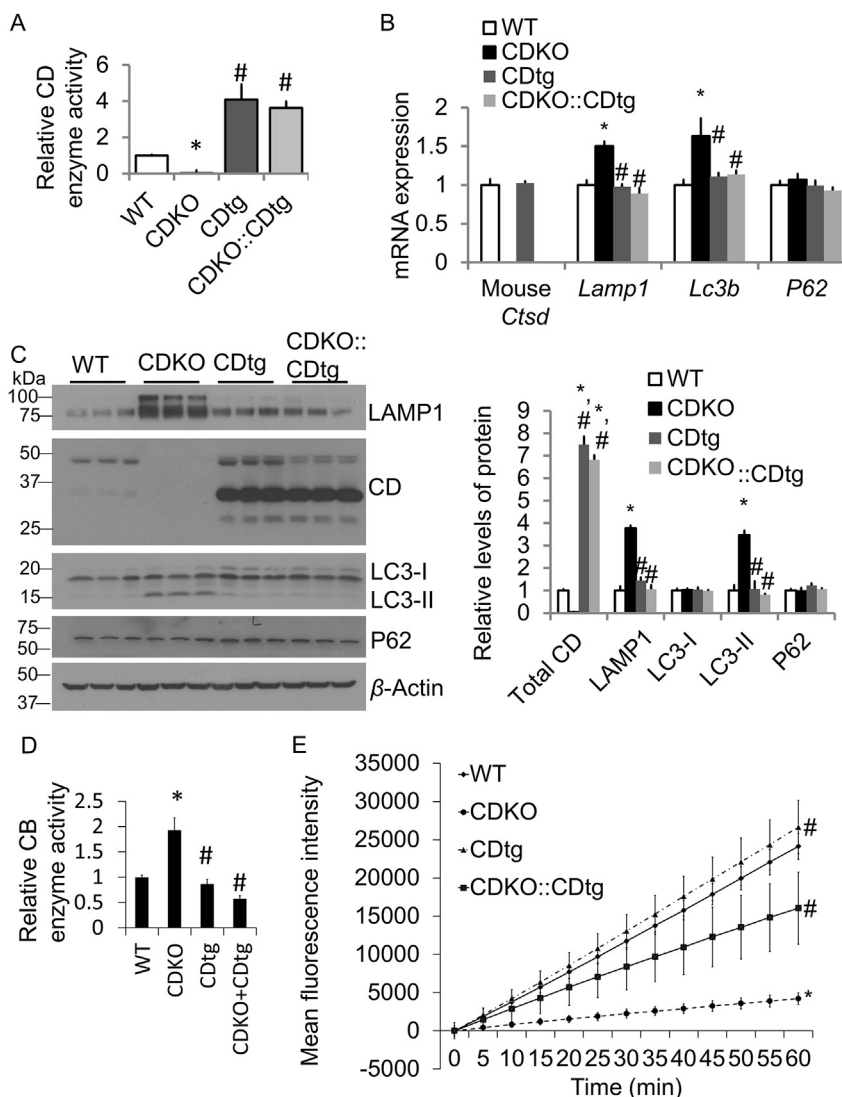 A
Relative CD
enzyme activity
8
6
4
2
0
*
#
#
WT
CDKO
CDtg
CDKO::CDtg
B
WT
CDKO
CDtg
CDKO::CDtg
mRNA expression
2
1.5
1
0.5
0
*
#
#
*
#
#
Mouse
Ctsd
Lamp1
Lc3b
P62
C
kDa
WT
CDKO
CDtg
CDKO::
CDtg
100
75
LAMP1
50
37
25
CD
20
15
LC3-I
LC3-II
75
50
P62
50
37
β-Actin
WT
CDKO
CDtg
CDKO::CDtg
Relative levels of protein
9
8
7
6
5
4
3
2
1
0
*,
#
*,
#
*
#
#
*
#
#
Total CD
LAMP1
LC3-I
LC3-II
P62
D
Relative CB
enzyme activity
2.5
2
1.5
1
0.5
0
*
#
#
WT
CDKO
CDtg
CDKO+CDtg
E
Mean fluorescence intensity
35000
30000
25000
20000
15000
10000
5000
0
-5000
WT
CDKO
CDtg
CDKO::CDtg
#
#
*
0 5 10 15 20 25 30 35 40 45 50 55 60
Time (min)